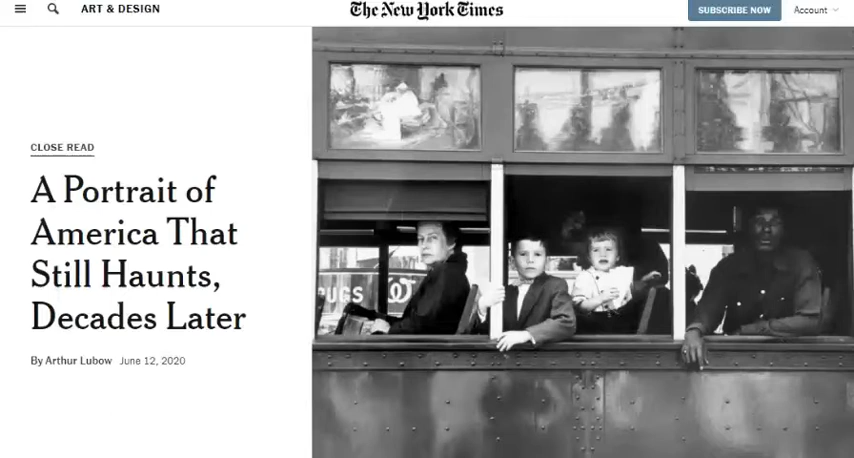 ART & DESIGN
The New York Times
SUBSCRIBE NOW
Account
CLOSE READ
A Portrait of
America That
Still Haunts,
Decades Later
By Arthur Lubow June 12, 2020
UGS